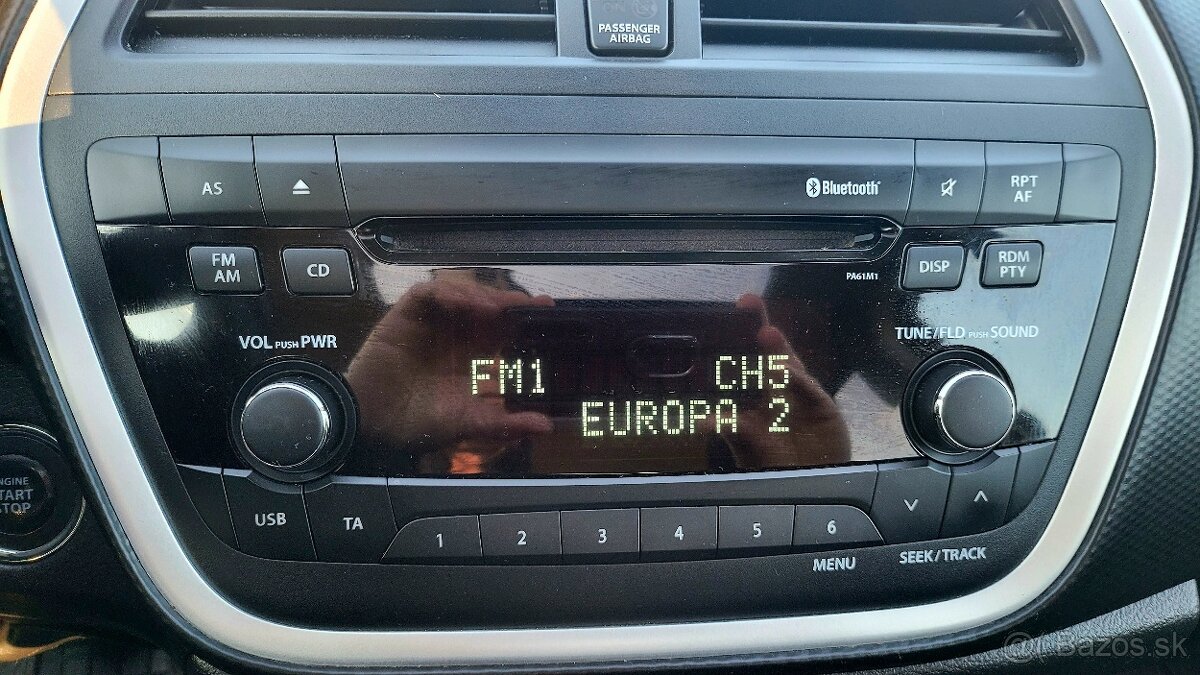 PASSENGER
AIRBAG
AS
Bluetooth
RPT
AF
FM
AM
CD
PA61M1
DISP
RDM
PTY
VOL PUSH PWR
TUNE/FLD PUSH SOUND
FM1 CH5
EUROPA 2
ENGINE
START
STOP
USB
TA
1 2 3 4 5 6
MENU
SEEK/TRACK
Bazos.sk